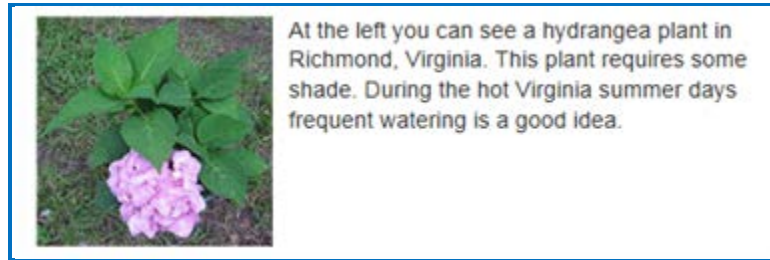 At the left you can see a hydrangea plant in
Richmond, Virginia. This plant requires some
shade. During the hot Virginia summer days
frequent watering is a good idea.